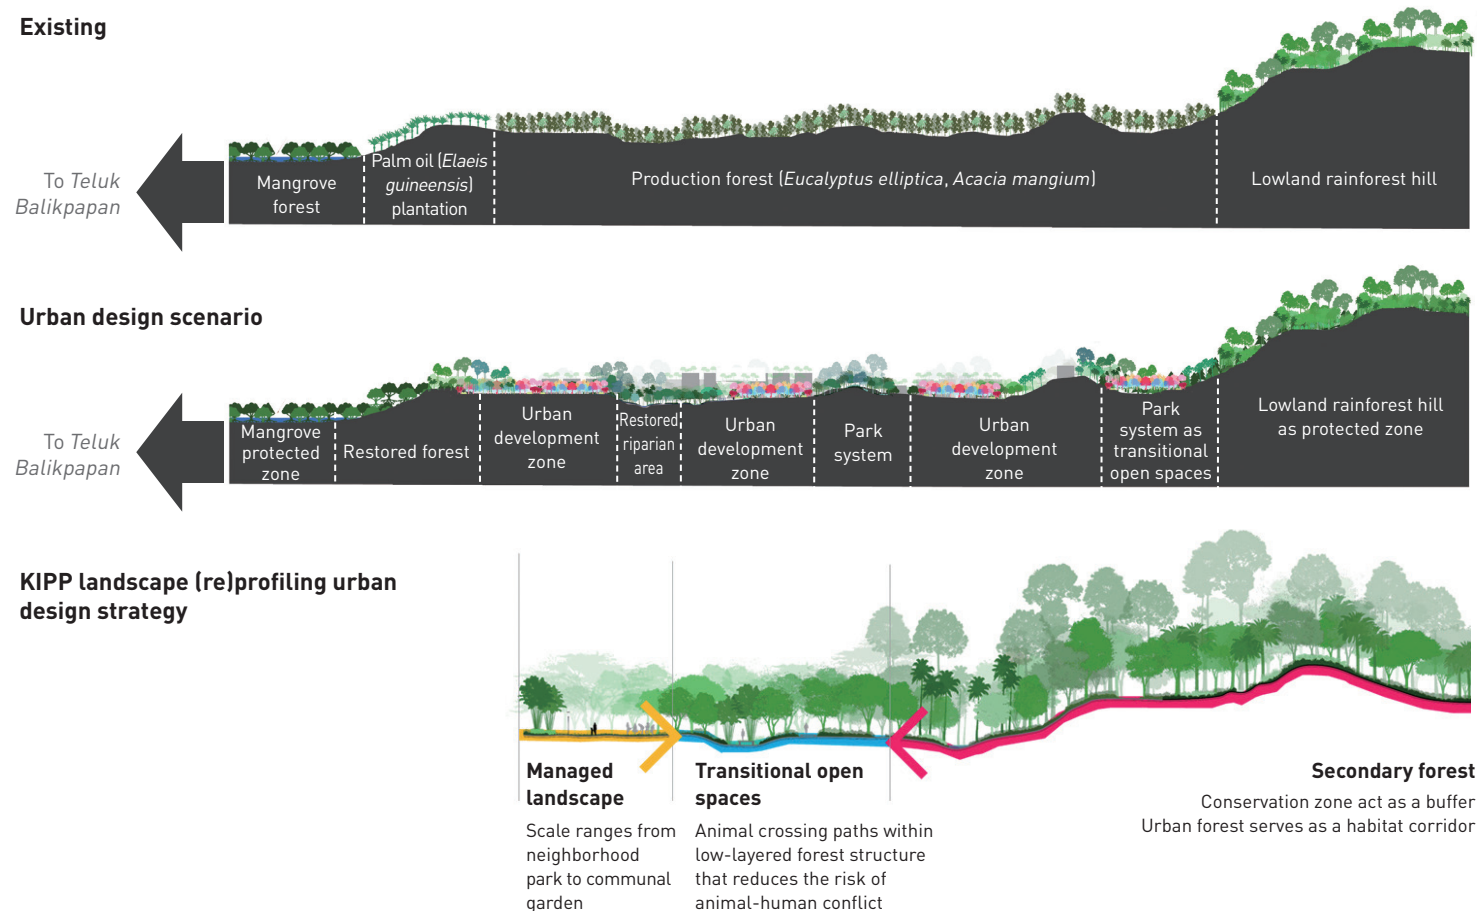 Existing
To Teluk
Balikpapan
Mangrove
forest
Palm oil (Elaeis
guineensis)
plantation
Production forest (Eucalyptus elliptica, Acacia mangium)
Lowland rainforest hill
Urban design scenario
To Teluk
Balikpapan
Mangrove
protected
zone
Restored forest
Urban
development
zone
Restored
riparian
area
Urban
development
zone
Park
system
Urban
development
zone
Park
system as
transitional
open spaces
Lowland rainforest hill
as protected zone
KIPP landscape (re)profiling urban
design strategy
Managed
landscape
Scale ranges from
neighborhood
park to communal
garden
Transitional open
spaces
Animal crossing paths within
low-layered forest structure
that reduces the risk of
animal-human conflict
Secondary forest
Conservation zone act as a buffer
Urban forest serves as a habitat corridor